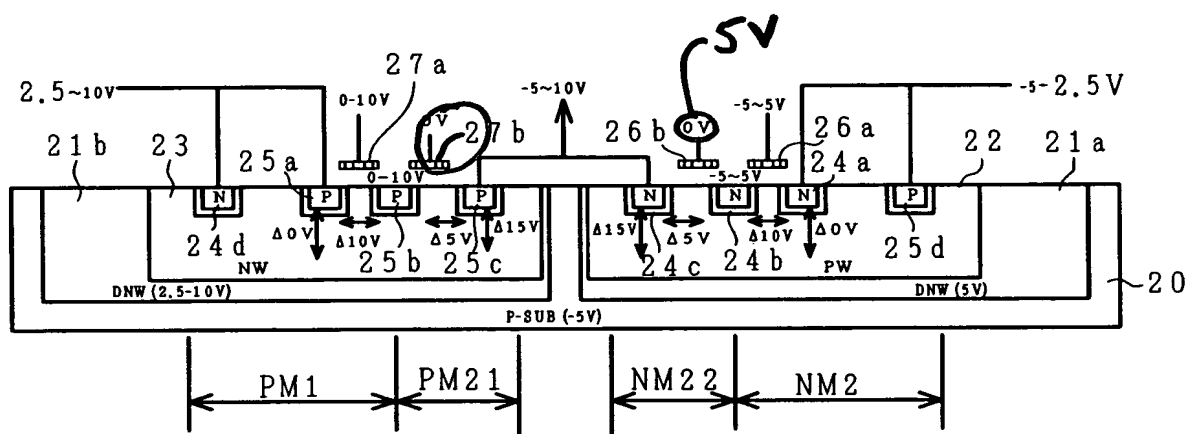 5V
27a
2.5~10V
0-10V
0V
27b
-5~10V
26b
0V
-5~5V
26a
-5-2.5V
21b
23
25a
0-10V
-5~5V
24a
22
21a
N
P
P
P
N
N
N
P
24d
Δ0V
Δ10V
25b
Δ5V
25c
Δ15V
Δ15V
24c
Δ5V
24b
Δ10V
Δ0V
25d
NW
PW
DNW(2.5-10V)
DNW(5V)
20
P-SUB(-5V)
PM1
PM21
NM22
NM2